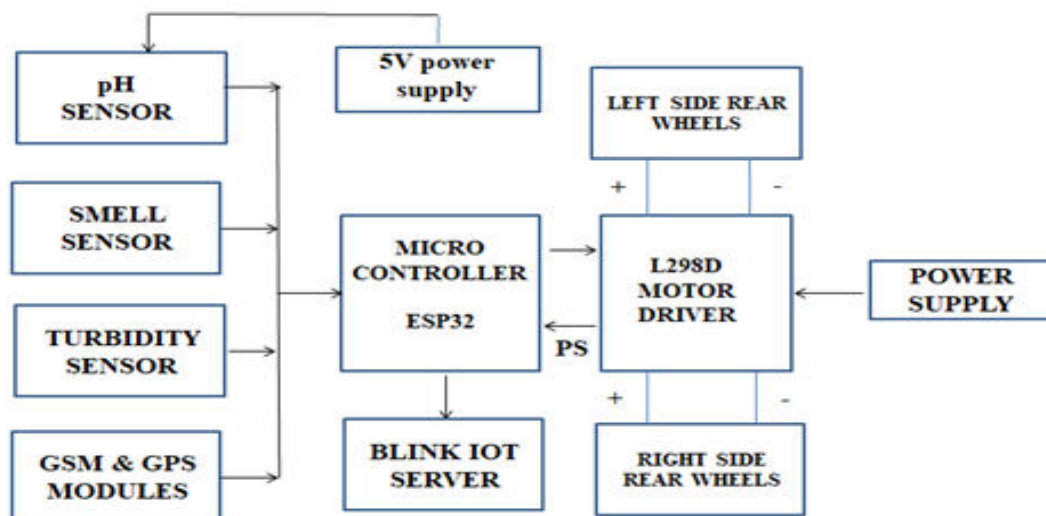 pH
SENSOR
5V power
supply
LEFT SIDE REAR
WHEELS
SMELL
SENSOR
MICRO
CONTROLLER
ESP32
+
-
L298D
MOTOR
DRIVER
POWER
SUPPLY
TURBIDITY
SENSOR
PS
+
-
GSM & GPS
MODULES
BLINK IOT
SERVER
RIGHT SIDE
REAR WHEELS